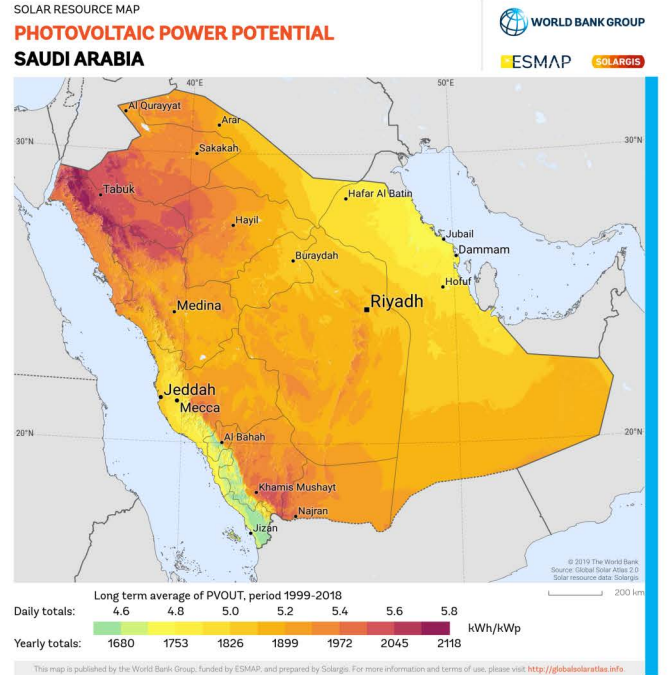 SOLAR RESOURCE MAP
PHOTOVOLTAIC POWER POTENTIAL
SAUDI ARABIA
WORLD BANK GROUP
ESMAP
SOLARGIS
40°E
50°E
Al Qurayyat
Arar
30°N
30°N
Sakakah
Tabuk
Hafar Al Batin
Hayil
Jubail
Dammam
Buraydah
Hofuf
Medina
Riyadh
Jeddah
Mecca
20°N
20°N
Al Bahah
Khamis Mushayt
Najran
Jizan
© 2019 The World Bank
Source: Global Solar Atlas 2.0
Solar resource data: Solargis
200 km
Long term average of PVOUT, period 1999-2018
Daily totals: 4.6 4.8 5.0 5.2 5.4 5.6 5.8
kWh/kWp
Yearly totals: 1680 1753 1826 1899 1972 2045 2118
This map is published by the World Bank Group, funded by ESMAP, and prepared by Solargis. For more information and terms of use, please visit http://globalsolaratlas.info.